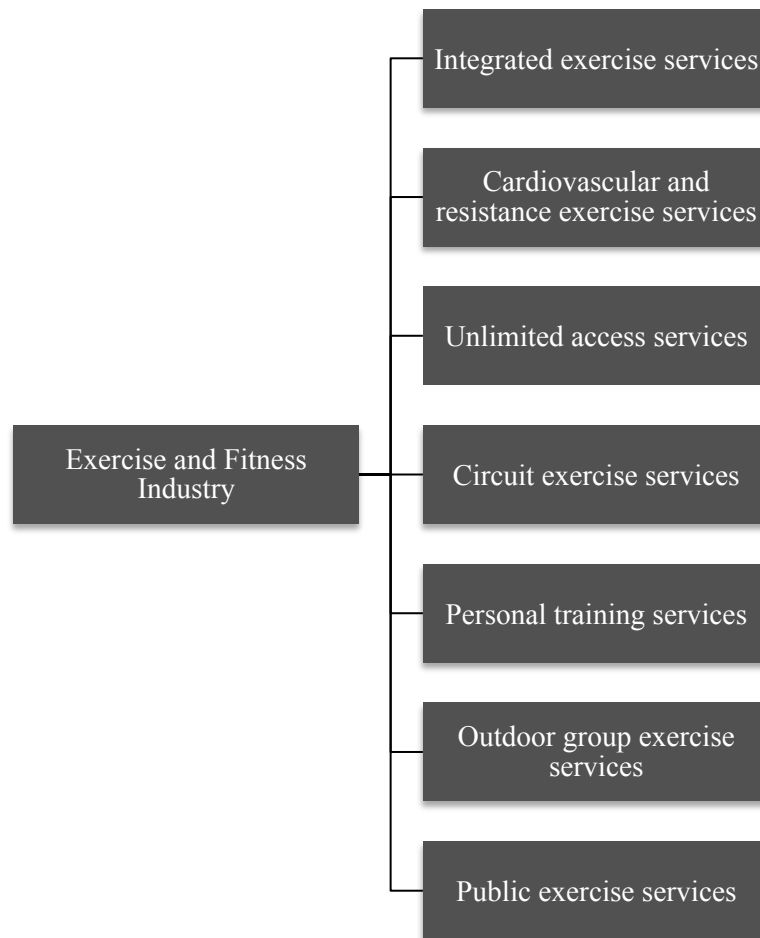 Integrated exercise services
Cardiovascular and
resistance exercise services
Unlimited access services
Exercise and Fitness
Industry
Circuit exercise services
Personal training services
Outdoor group exercise
services
Public exercise services